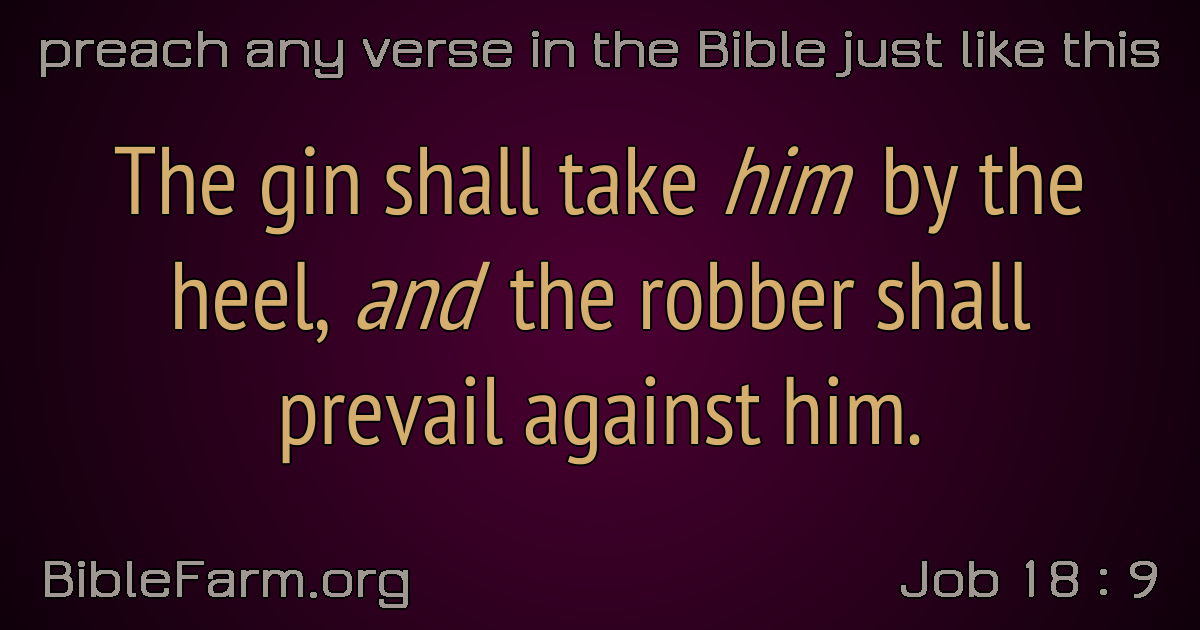 preach any verse in the Bible just like this
The gin shall take him by the
heel, and the robber shall
prevail against him.
BibleFarm.org
Job 18 : 9